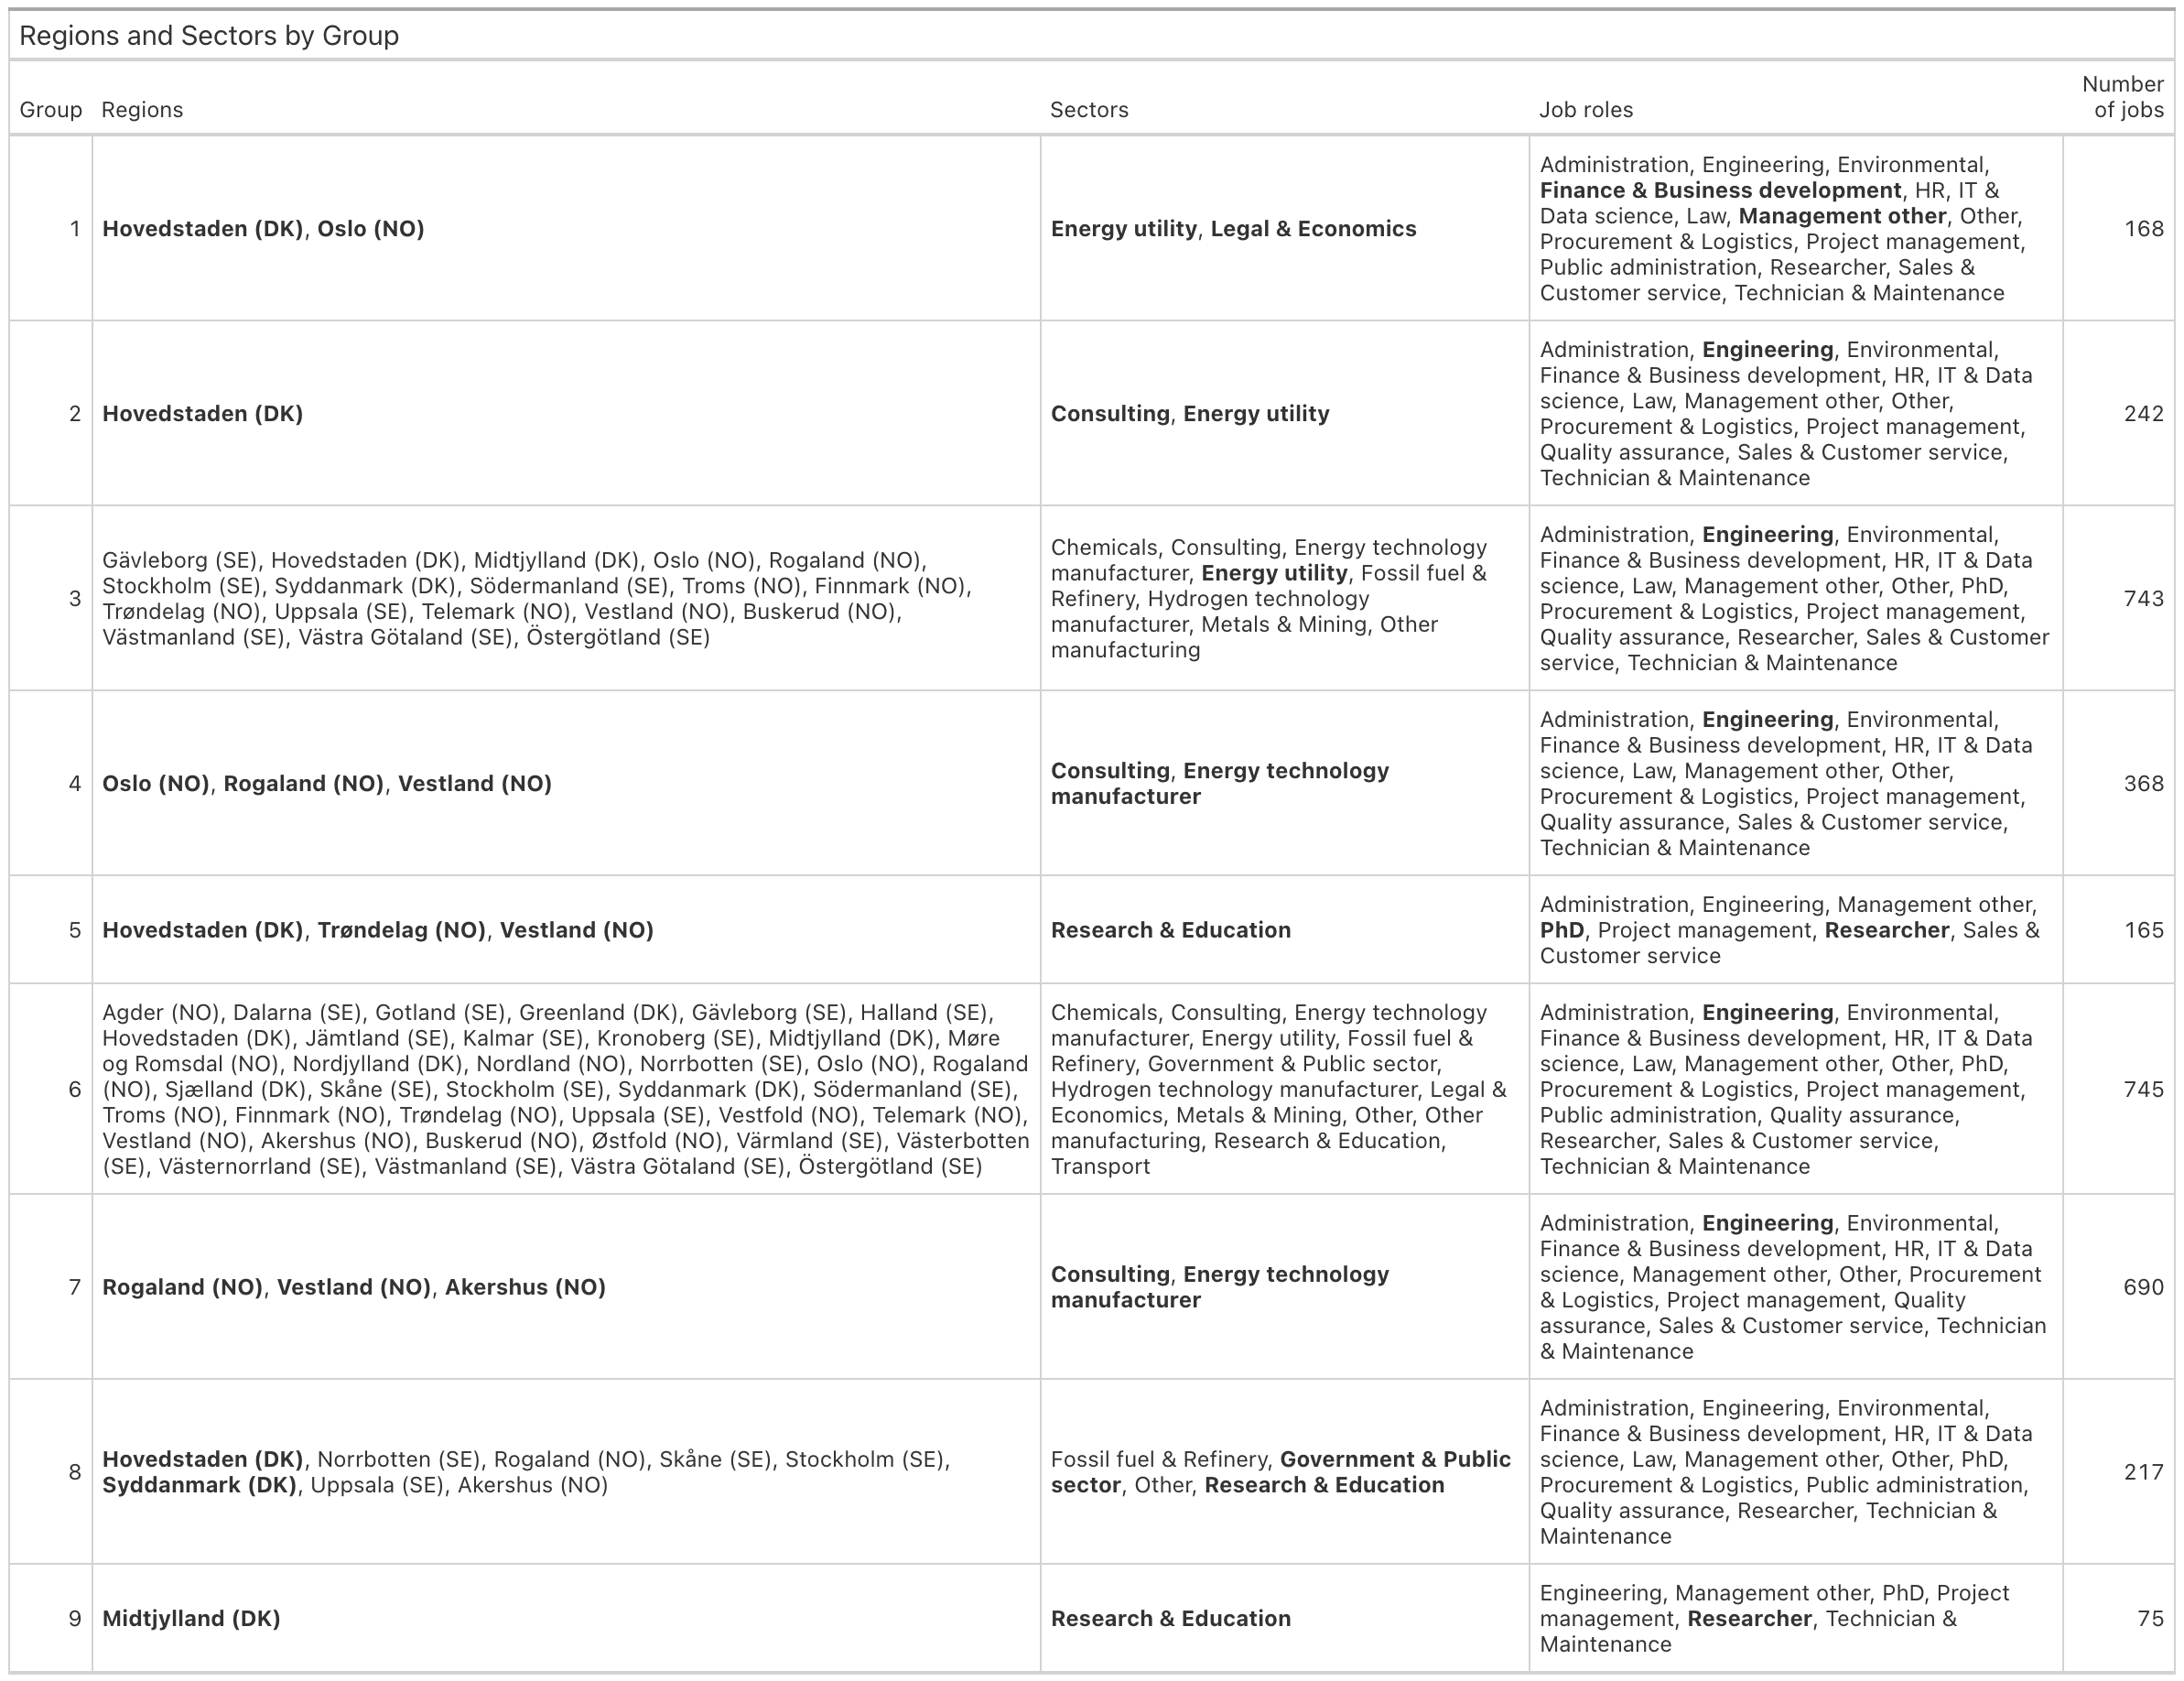 Regions and Sectors by Group
Group Regions Sectors Job roles Number of jobs
1
Hovedstaden (DK), Oslo (NO)
Energy utility, Legal & Economics
Administration, Engineering, Environmental,
Finance & Business development, HR, IT &
Data science, Law, Management other, Other,
Procurement & Logistics, Project management,
Public administration, Researcher, Sales &
Customer service, Technician & Maintenance
168
2
Hovedstaden (DK)
Consulting, Energy utility
Administration, Engineering, Environmental,
Finance & Business development, HR, IT & Data
science, Law, Management other, Other,
Procurement & Logistics, Project management,
Quality assurance, Sales & Customer service,
Technician & Maintenance
242
3
Gävleborg (SE), Hovedstaden (DK), Midtjylland (DK), Oslo (NO), Rogaland (NO),
Stockholm (SE), Syddanmark (DK), Södermanland (SE), Troms (NO), Finnmark (NO),
Trøndelag (NO), Uppsala (SE), Telemark (NO), Vestland (NO), Buskerud (NO),
Västmanland (SE), Västra Götaland (SE), Östergötland (SE)
Chemicals, Consulting, Energy technology
manufacturer, Energy utility, Fossil fuel &
Refinery, Hydrogen technology
manufacturer, Metals & Mining, Other
manufacturing
Administration, Engineering, Environmental,
Finance & Business development, HR, IT & Data
science, Law, Management other, Other, PhD,
Procurement & Logistics, Project management,
Quality assurance, Researcher, Sales & Customer
service, Technician & Maintenance
743
4
Oslo (NO), Rogaland (NO), Vestland (NO)
Consulting, Energy technology
manufacturer
Administration, Engineering, Environmental,
Finance & Business development, HR, IT & Data
science, Law, Management other, Other,
Procurement & Logistics, Project management,
Quality assurance, Sales & Customer service,
Technician & Maintenance
368
5
Hovedstaden (DK), Trøndelag (NO), Vestland (NO)
Research & Education
Administration, Engineering, Management other,
PhD, Project management, Researcher, Sales &
Customer service
165
6
Agder (NO), Dalarna (SE), Gotland (SE), Greenland (DK), Gävleborg (SE), Halland (SE),
Hovedstaden (DK), Jämtland (SE), Kalmar (SE), Kronoberg (SE), Midtjylland (DK), Møre
og Romsdal (NO), Nordjylland (DK), Nordland (NO), Norrbotten (SE), Oslo (NO), Rogaland
(NO), Sjælland (DK), Skåne (SE), Stockholm (SE), Syddanmark (DK), Södermanland (SE),
Troms (NO), Finnmark (NO), Trøndelag (NO), Uppsala (SE), Vestfold (NO), Telemark (NO),
Vestland (NO), Akershus (NO), Buskerud (NO), Østfold (NO), Värmland (SE), Västerbotten
(SE), Västernorrland (SE), Västmanland (SE), Västra Götaland (SE), Östergötland (SE)
Chemicals, Consulting, Energy technology
manufacturer, Energy utility, Fossil fuel &
Refinery, Government & Public sector,
Hydrogen technology manufacturer, Legal &
Economics, Metals & Mining, Other, Other
manufacturing, Research & Education,
Transport
Administration, Engineering, Environmental,
Finance & Business development, HR, IT & Data
science, Law, Management other, Other, PhD,
Procurement & Logistics, Project management,
Public administration, Quality assurance,
Researcher, Sales & Customer service,
Technician & Maintenance
745
7
Rogaland (NO), Vestland (NO), Akershus (NO)
Consulting, Energy technology
manufacturer
Administration, Engineering, Environmental,
Finance & Business development, HR, IT & Data
science, Management other, Other, Procurement
& Logistics, Project management, Quality
assurance, Sales & Customer service, Technician
& Maintenance
690
8
Hovedstaden (DK), Norrbotten (SE), Rogaland (NO), Skåne (SE), Stockholm (SE),
Syddanmark (DK), Uppsala (SE), Akershus (NO)
Fossil fuel & Refinery, Government & Public
sector, Other, Research & Education
Administration, Engineering, Environmental,
Finance & Business development, HR, IT & Data
science, Law, Management other, Other, PhD,
Procurement & Logistics, Public administration,
Quality assurance, Researcher, Technician &
Maintenance
217
9
Midtjylland (DK)
Research & Education
Engineering, Management other, PhD, Project
management, Researcher, Technician &
Maintenance
75